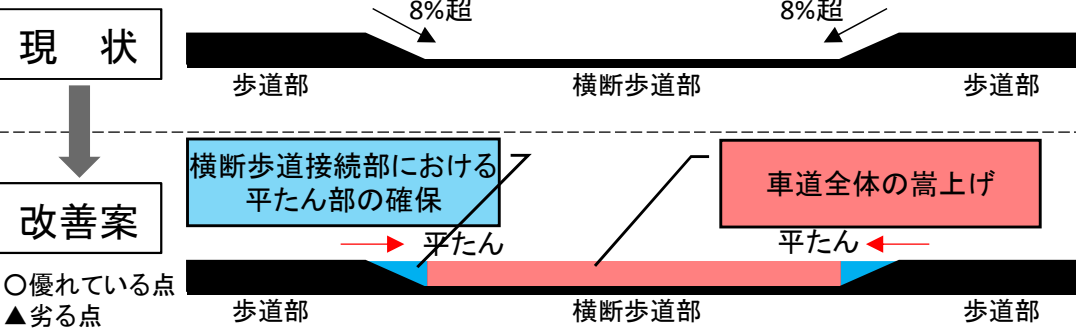 8%超
8%超
現　状
歩道部
横断歩道部
歩道部
横断歩道接続部における
平たん部の確保
車道全体の嵩上げ
改善案
平たん
平たん
○優れている点
▲劣る点
歩道部
横断歩道部
歩道部